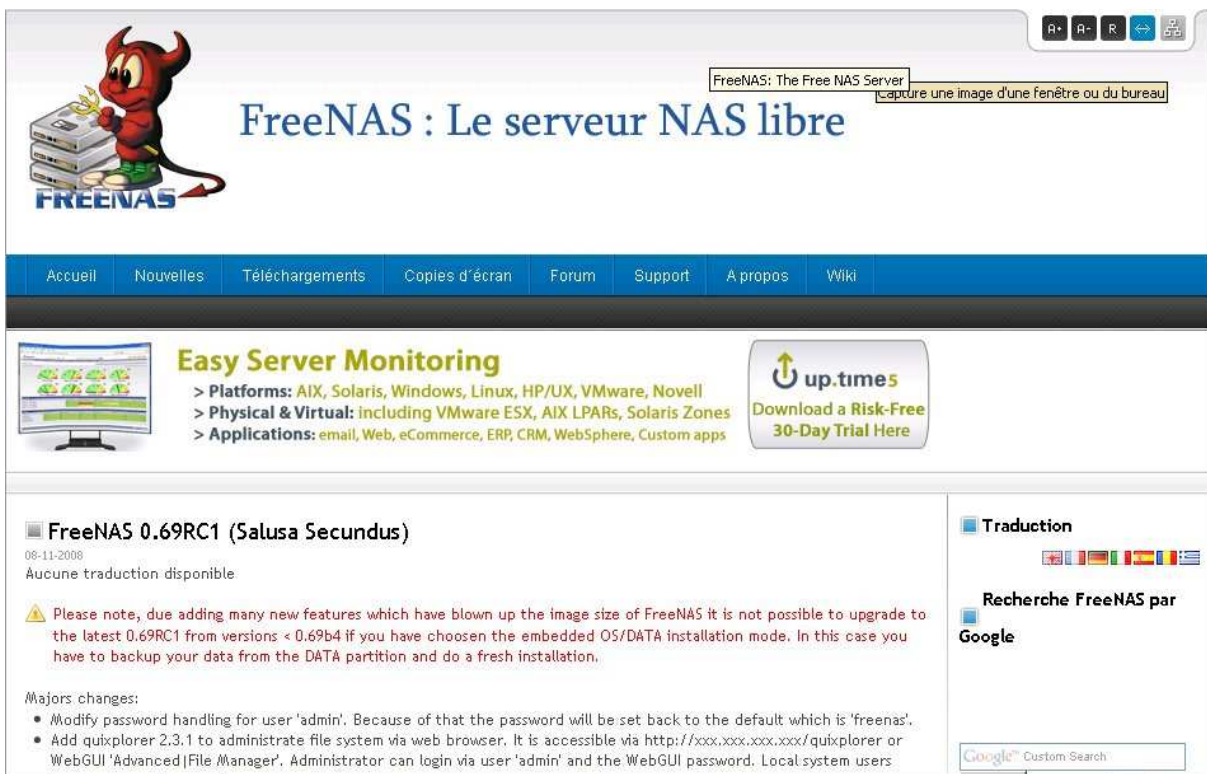 A+ A- R
FreeNAS: The Free NAS Server
Capture une image d'une fenêtre ou du bureau
FreeNAS : Le serveur NAS libre
FREENAS
Accueil Nouvelles Téléchargements Copies d´écran Forum Support A propos Wiki
Easy Server Monitoring
> Platforms: AIX, Solaris, Windows, Linux, HP/UX, VMware, Novell
> Physical & Virtual: including VMware ESX, AIX LPARs, Solaris Zones
> Applications: email, Web, eCommerce, ERP, CRM, WebSphere, Custom apps
up.time5
Download a Risk-Free
30-Day Trial Here
FreeNAS 0.69RC1 (Salusa Secundus)
08-11-2008
Aucune traduction disponible
Please note, due adding many new features which have blown up the image size of FreeNAS it is not possible to upgrade to
the latest 0.69RC1 from versions < 0.69b4 if you have choosen the embedded OS/DATA installation mode. In this case you
have to backup your data from the DATA partition and do a fresh installation.
Majors changes:
• Modify password handling for user 'admin'. Because of that the password will be set back to the default which is 'freenas'.
• Add quixplorer 2.3.1 to administrate file system via web browser. It is accessible via http://xxx.xxx.xxx.xxx/quixplorer or
WebGUI 'Advanced|File Manager'. Administrator can login via user 'admin' and the WebGUI password. Local system users
Traduction
Recherche FreeNAS par
Google
Google™ Custom Search